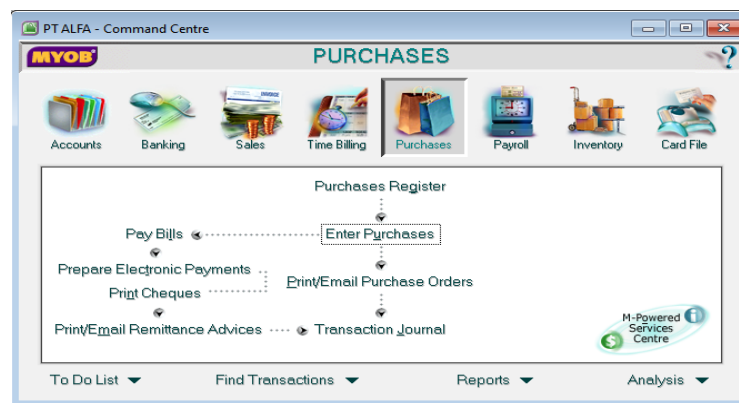 PT ALFA - Command Centre
MYOB PURCHASES ?
Accounts Banking Sales Time Billing Purchases Payroll Inventory Card File
Purchases Register
Pay Bills Enter Purchases
Prepare Electronic Payments
Print/Email Purchase Orders
Print Cheques
Print/Email Remittance Advices Transaction Journal
M-Powered Services Centre
To Do List Find Transactions Reports Analysis